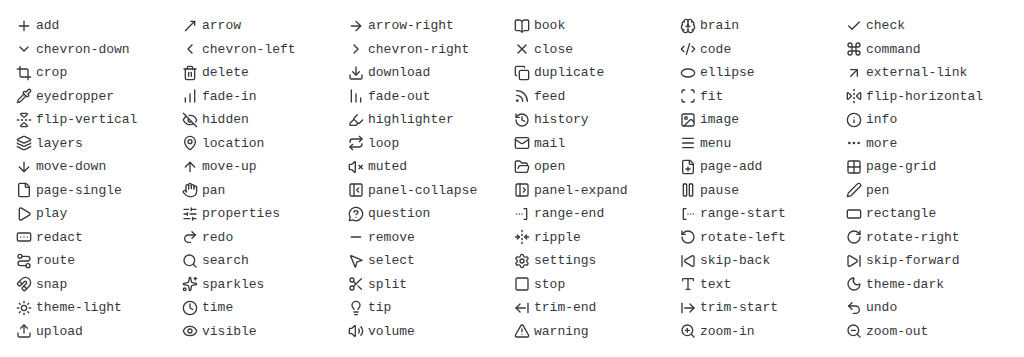 add arrow arrow-right book brain check
chevron-down chevron-left chevron-right close code command
crop delete download duplicate ellipse external-link
eyedropper fade-in fade-out feed fit flip-horizontal
flip-vertical hidden highlighter history image info
layers location loop mail menu more
move-down move-up muted open page-add page-grid
page-single pan panel-collapse panel-expand pause pen
play properties question range-end range-start rectangle
redact redo remove ripple rotate-left rotate-right
route search select settings skip-back skip-forward
snap sparkles split stop text theme-dark
theme-light time tip trim-end trim-start undo
upload visible volume warning zoom-in zoom-out